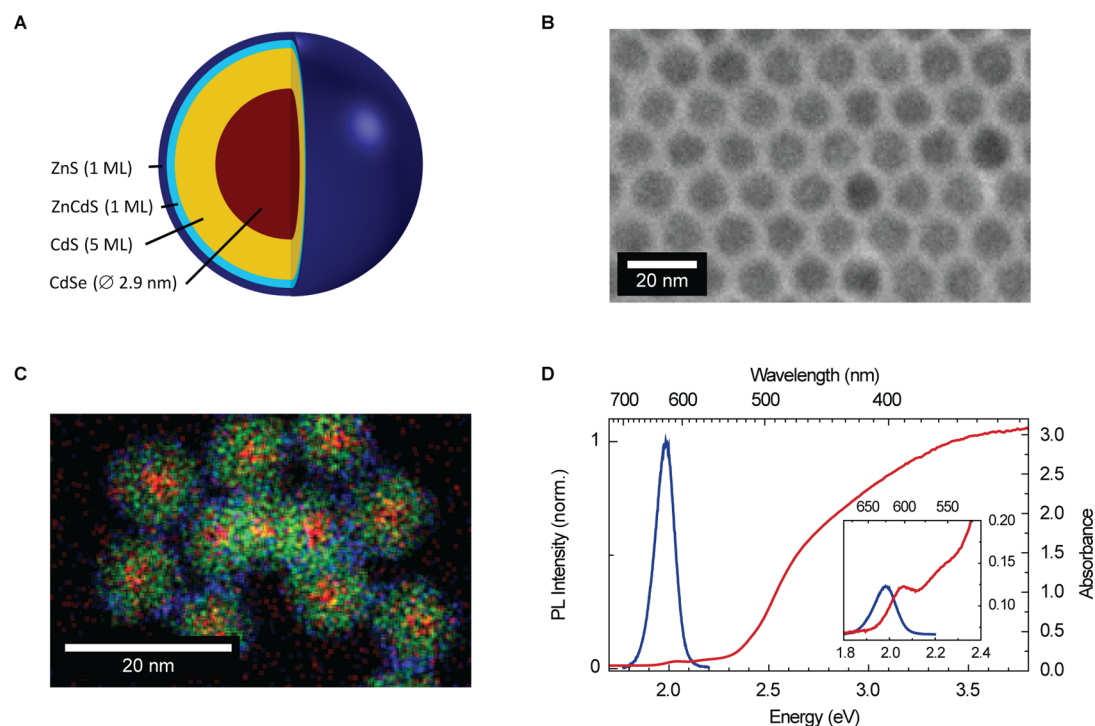 A
ZnS (1 ML)
ZnCdS (1 ML)
CdS (5 ML)
CdSe (∅ 2.9 nm)
B
20 nm
C
20 nm
D
Wavelength (nm)
700 600 500 400
PL Intensity (norm.)
1
0
3.0
2.5
2.0
1.5
1.0
0.5
0.0
Absorbance
650 600 550
0.20
0.15
0.10
1.8 2.0 2.2 2.4
2.0 2.5 3.0 3.5
Energy (eV)